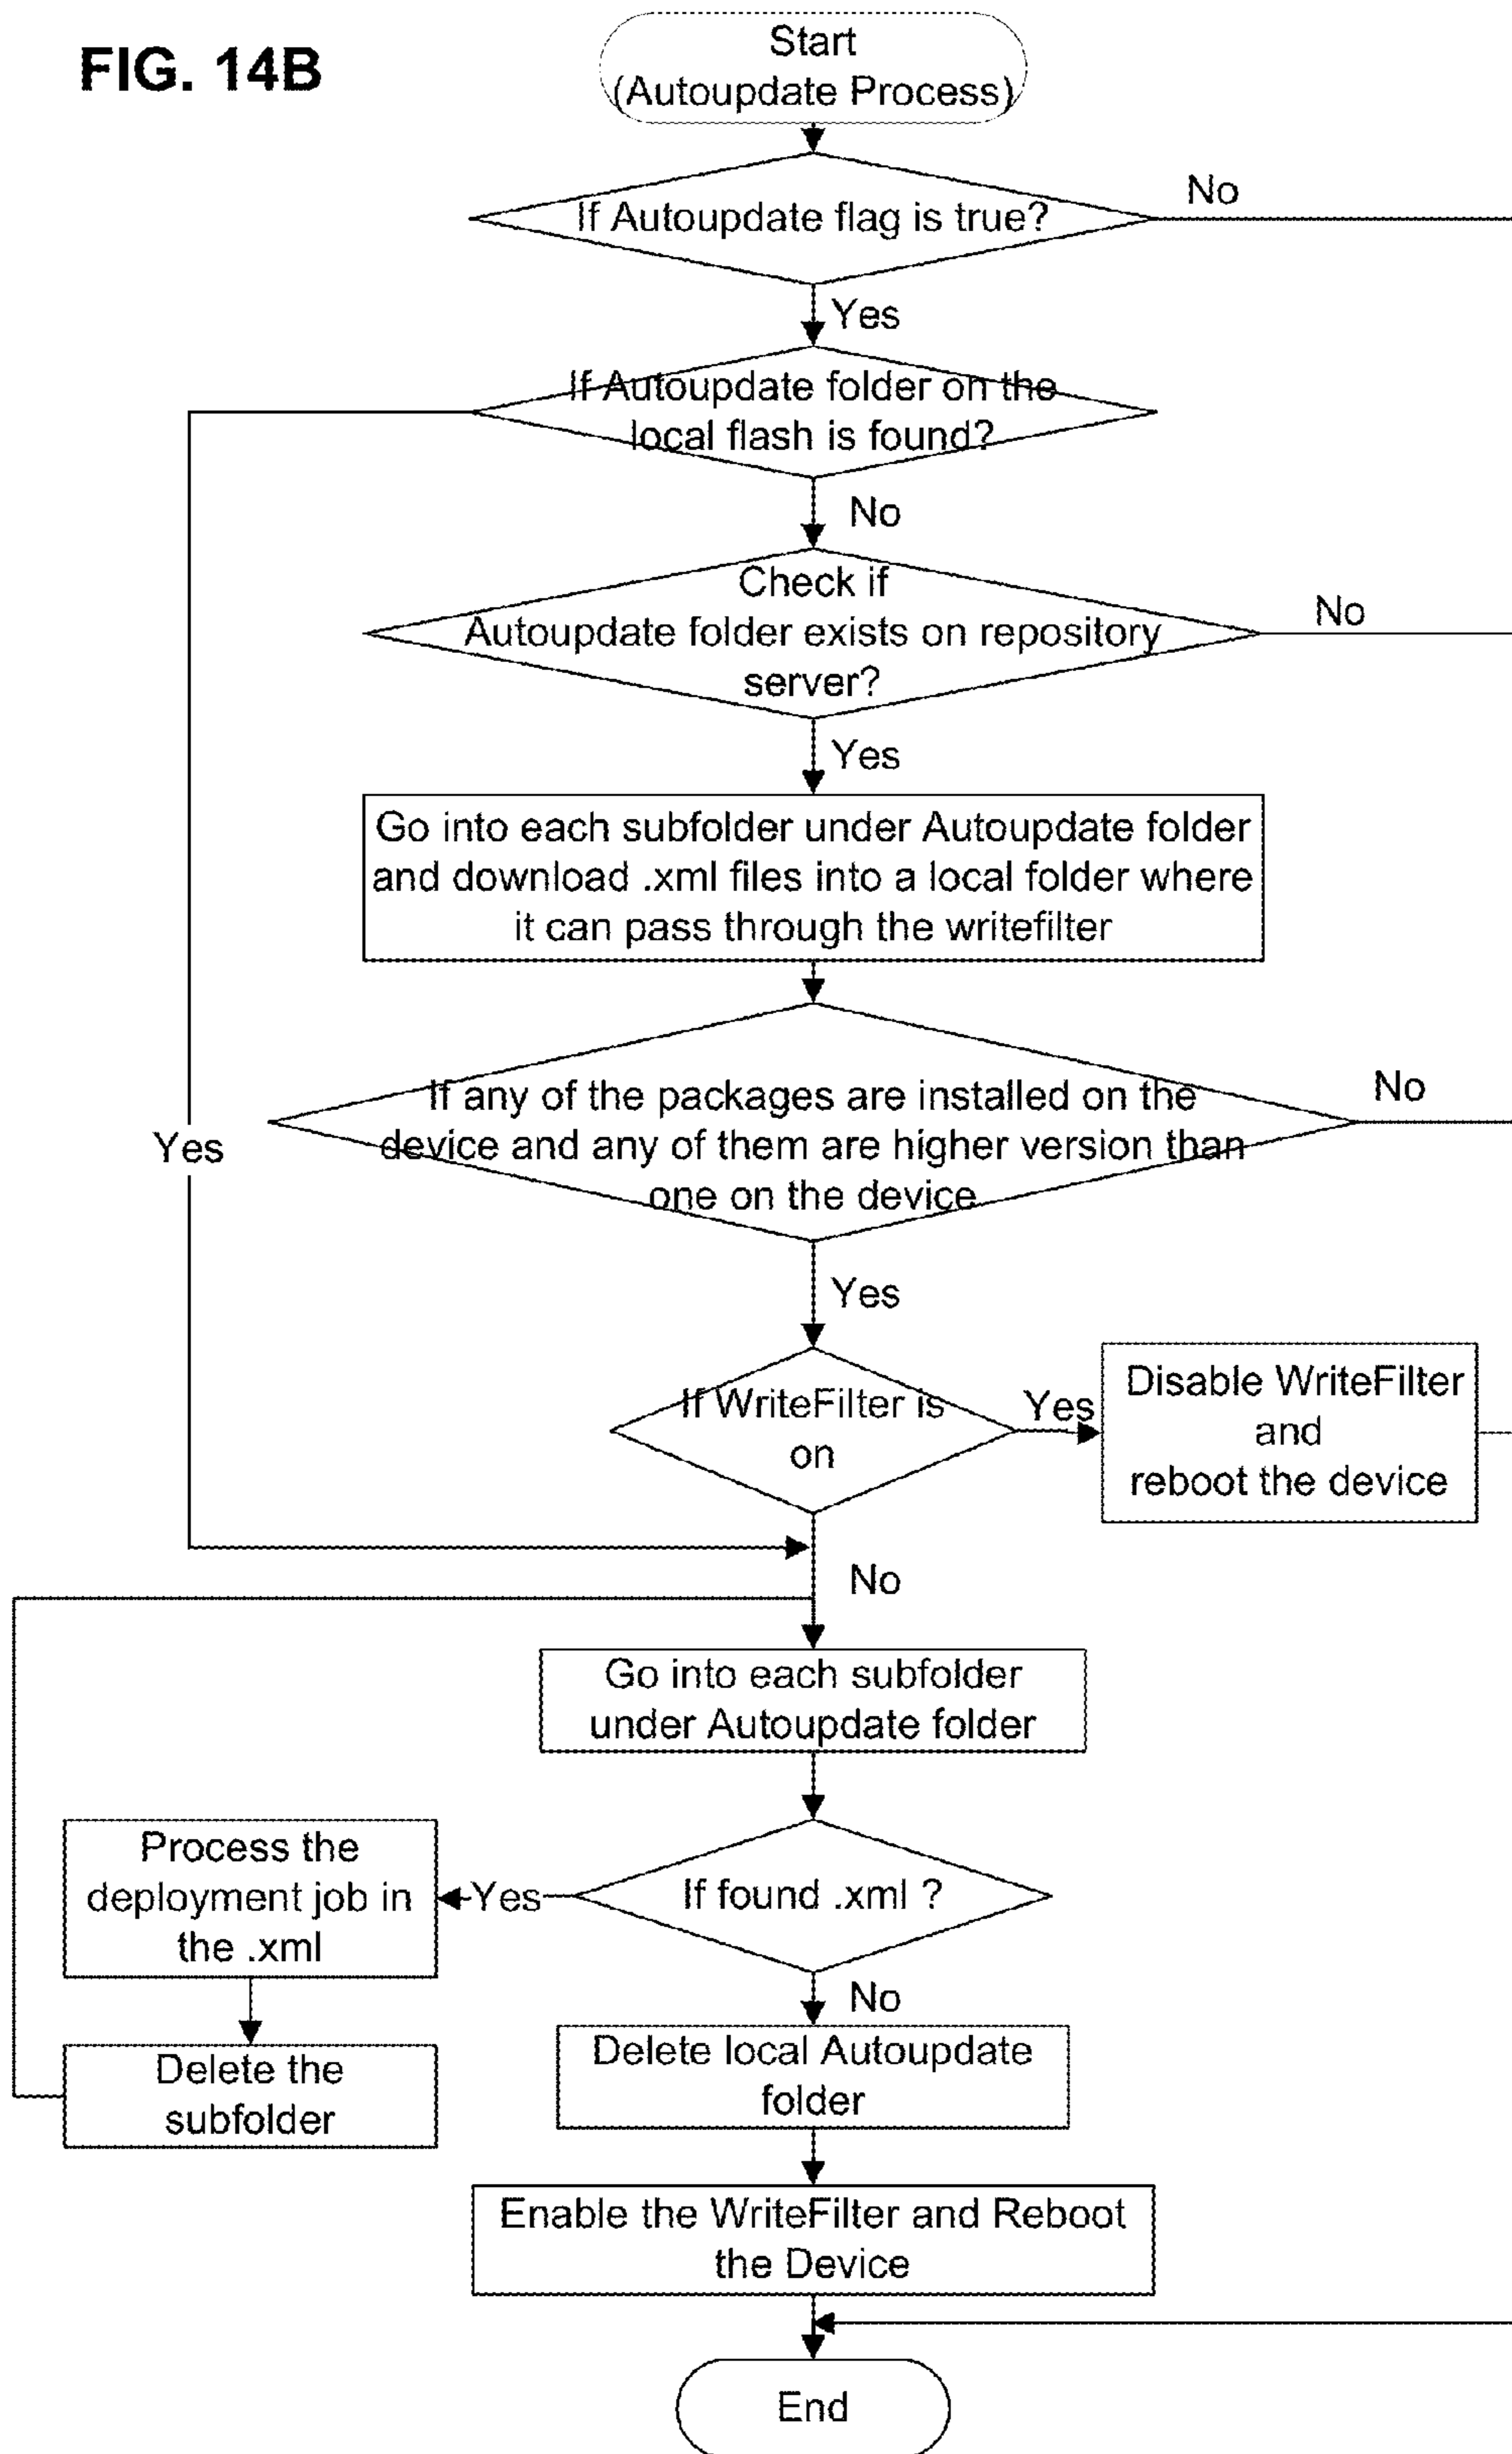 FIG. 14B
Start
(Autoupdate Process)
If Autoupdate flag is true?
No
Yes
If Autoupdate folder on the
local flash is found?
No
Check if
Autoupdate folder exists on repository
server?
No
Yes
Go into each subfolder under Autoupdate folder
and download .xml files into a local folder where
it can pass through the writefilter
If any of the packages are installed on the
device and any of them are higher version than
one on the device
No
Yes
Yes
If WriteFilter is
on
Yes
Disable WriteFilter
and
reboot the device
No
Go into each subfolder
under Autoupdate folder
If found .xml ?
Yes
Process the
deployment job in
the .xml
No
Delete the
subfolder
Delete local Autoupdate
folder
Enable the WriteFilter and Reboot
the Device
End